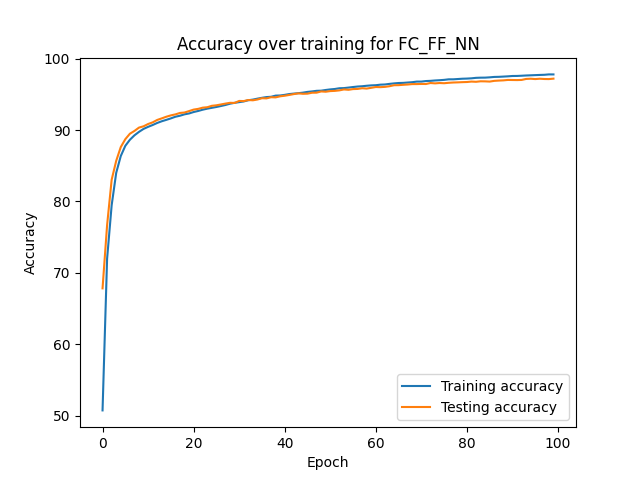 Accuracy over training for FC_FF_NN
100
90
80
70
60
50
Accuracy
0 20 40 60 80 100
Epoch
Training accuracy
Testing accuracy